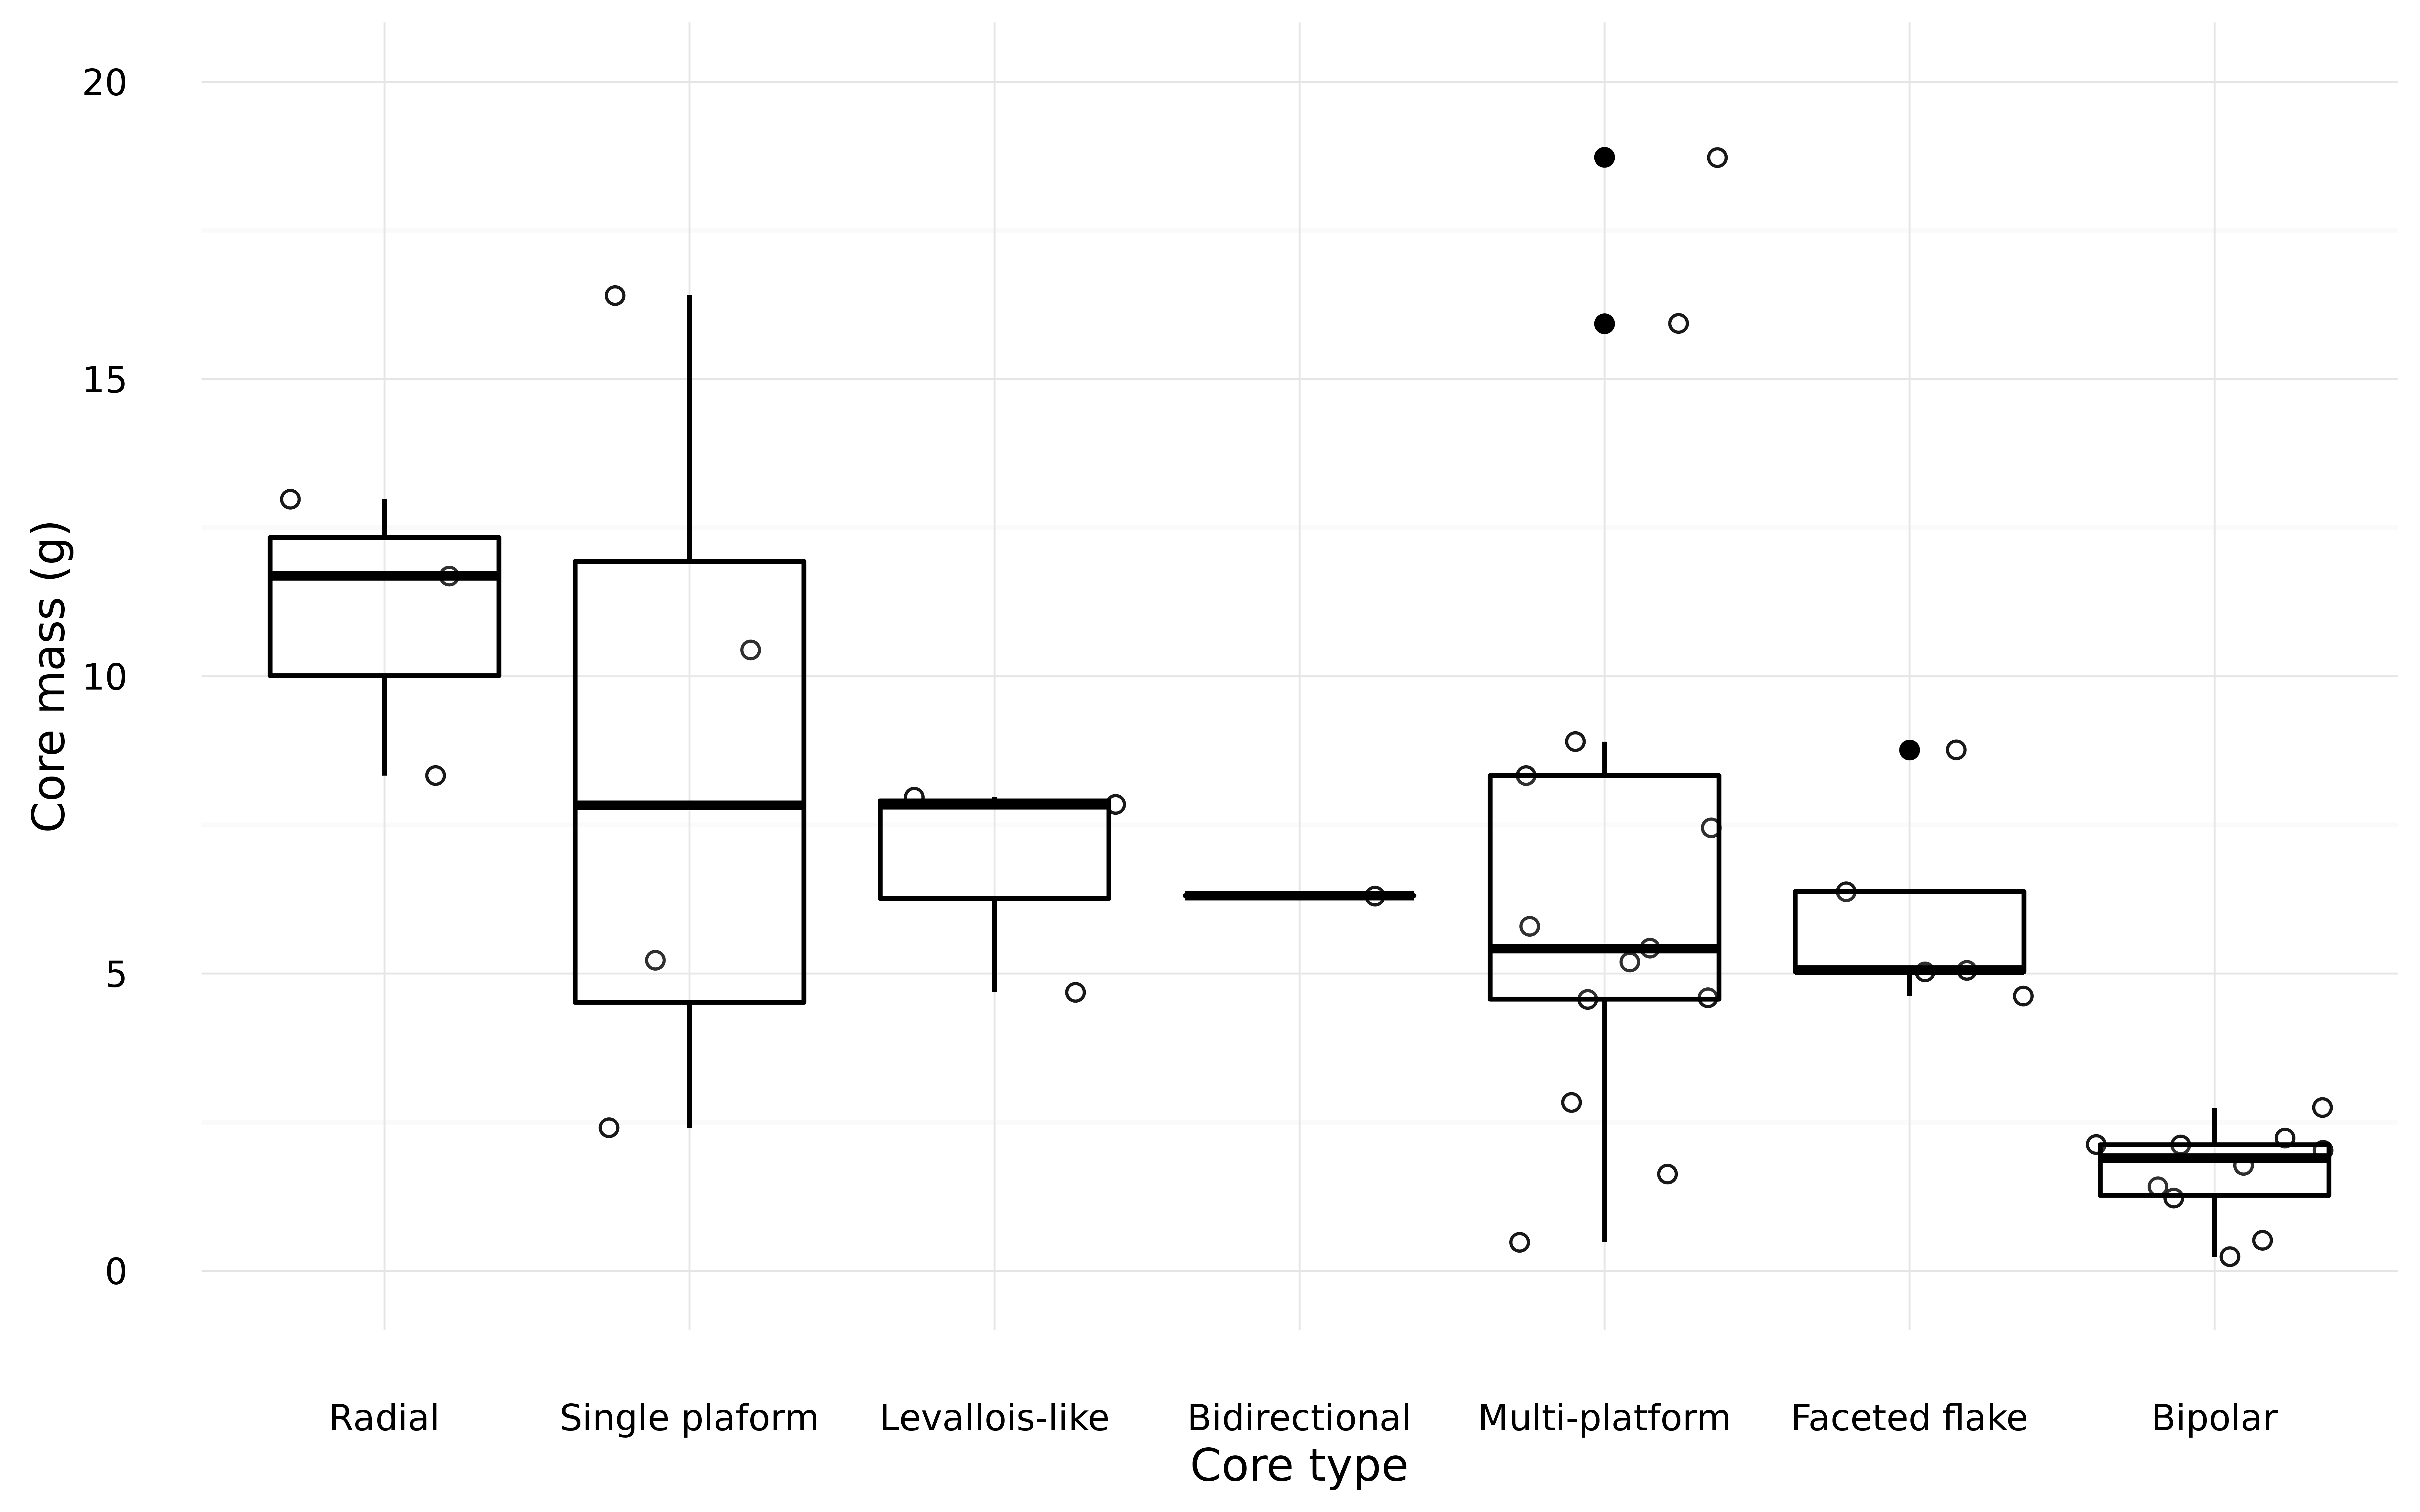 20
15
10
5
0
Core mass (g)
Radial
Single plaform
Levallois-like
Bidirectional
Multi-platform
Faceted flake
Bipolar
Core type